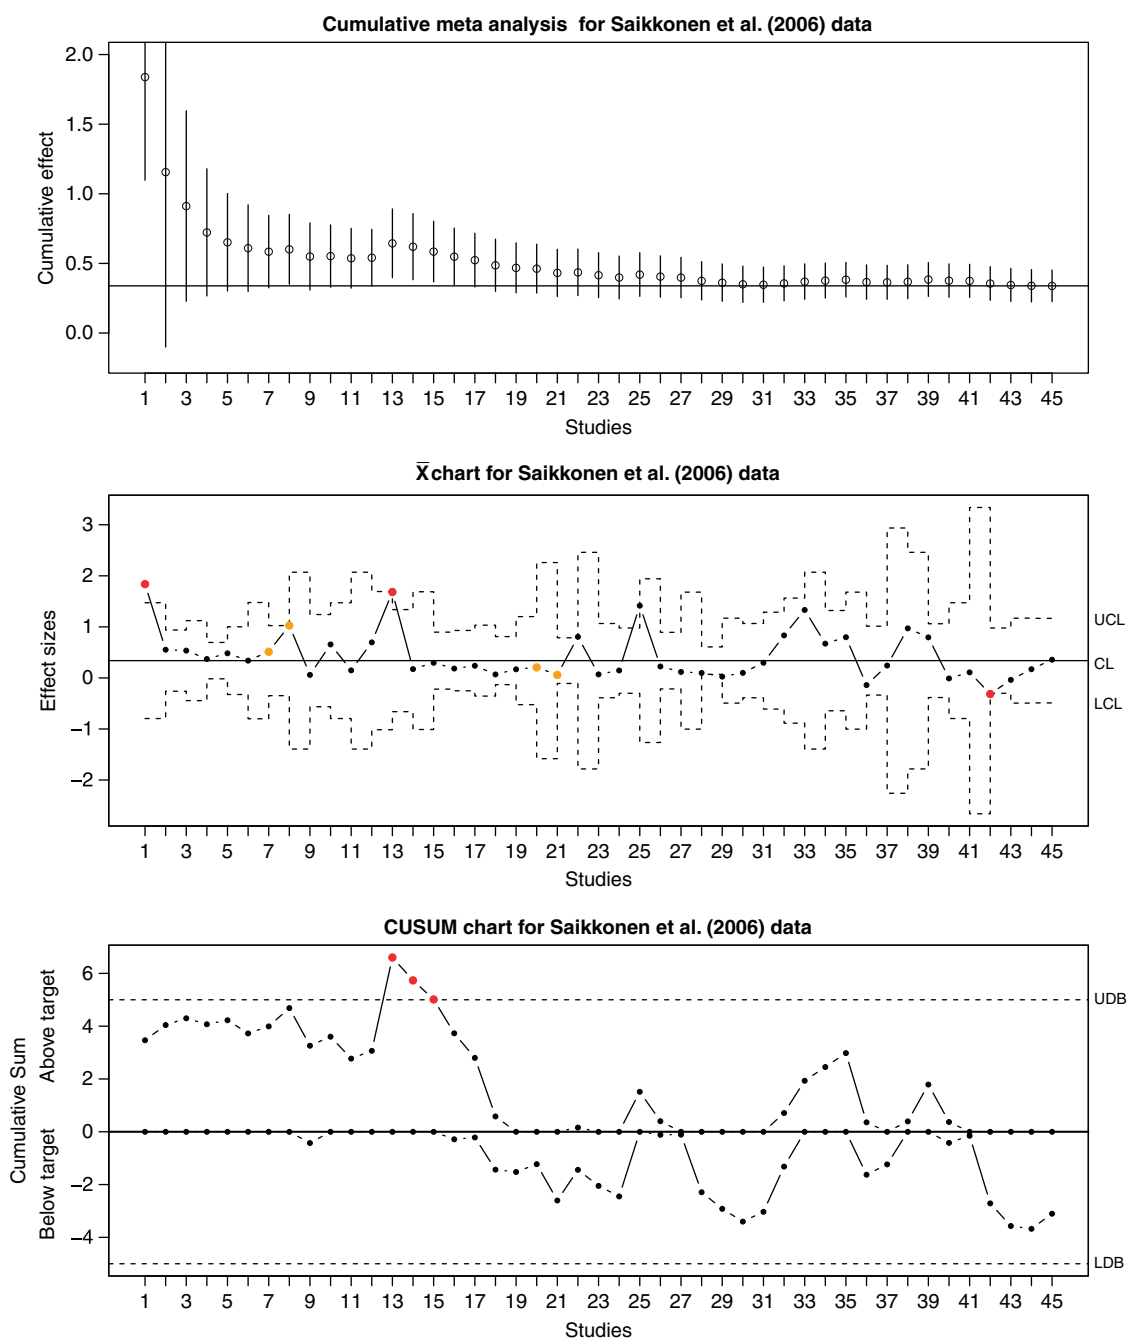 Cumulative meta analysis for Saikkonen et al. (2006) data
Cumulative effect
2.0
1.5
1.0
0.5
0.0
1 3 5 7 9 11 13 15 17 19 21 23 25 27 29 31 33 35 37 39 41 43 45
Studies
X̅ chart for Saikkonen et al. (2006) data
Effect sizes
3
2
1
0
−1
−2
UCL
CL
LCL
1 3 5 7 9 11 13 15 17 19 21 23 25 27 29 31 33 35 37 39 41 43 45
Studies
CUSUM chart for Saikkonen et al. (2006) data
Cumulative Sum
Below target Above target
6
4
2
0
−2
−4
UDB
LDB
1 3 5 7 9 11 13 15 17 19 21 23 25 27 29 31 33 35 37 39 41 43 45
Studies